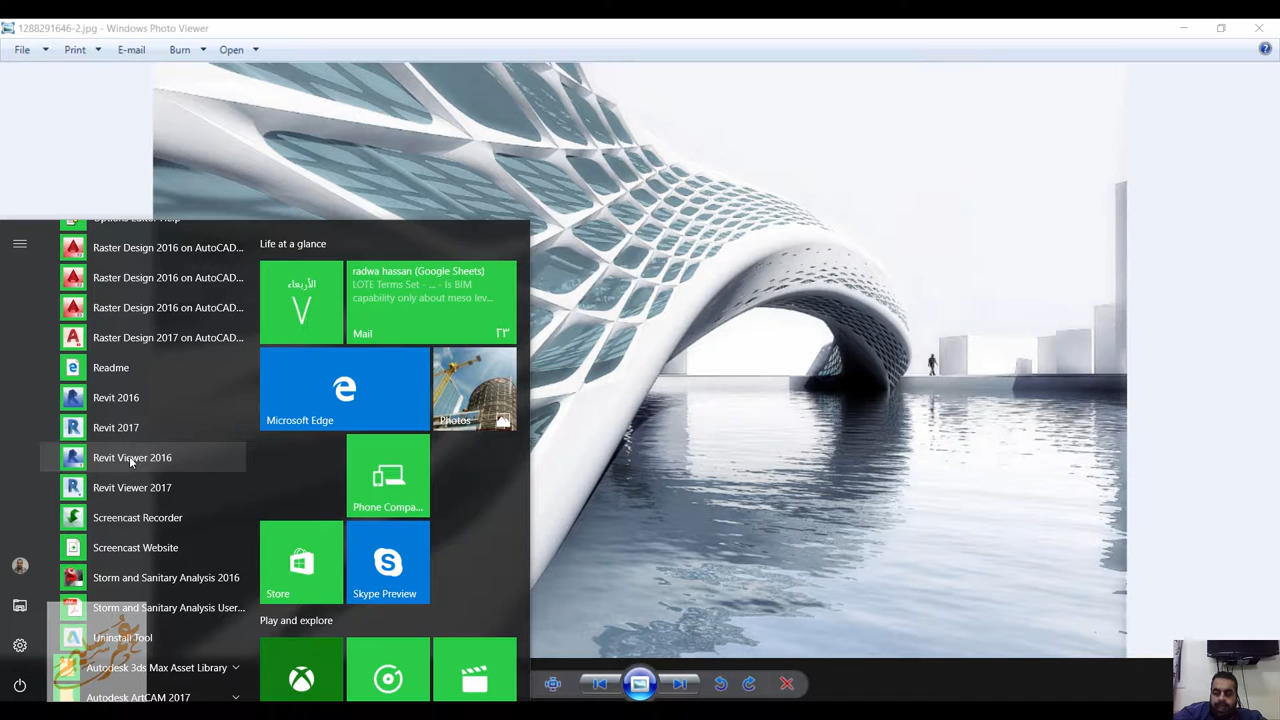 1288291646-2.jpg - Windows Photo Viewer
File Print E-mail Burn Open
Raster Design 2016 on AutoCAD...
Raster Design 2016 on AutoCAD...
Raster Design 2016 on AutoCAD...
Raster Design 2017 on AutoCAD...
Readme
Revit 2016
Revit 2017
Revit Viewer 2016
Revit Viewer 2017
Screencast Recorder
Screencast Website
Storm and Sanitary Analysis 2016
Storm and Sanitary Analysis User...
Uninstall Tool
Autodesk 3ds Max Asset Library
Autodesk ArtCAM 2017
Life at a glance
الأربعاء
٧
radwa hassan (Google Sheets)
LOTE Terms Set - ... - Is BIM
capability only about meso lev...
Mail
٢٣
Microsoft Edge
Photos
Phone Compa...
Store
Skype Preview
Play and explore